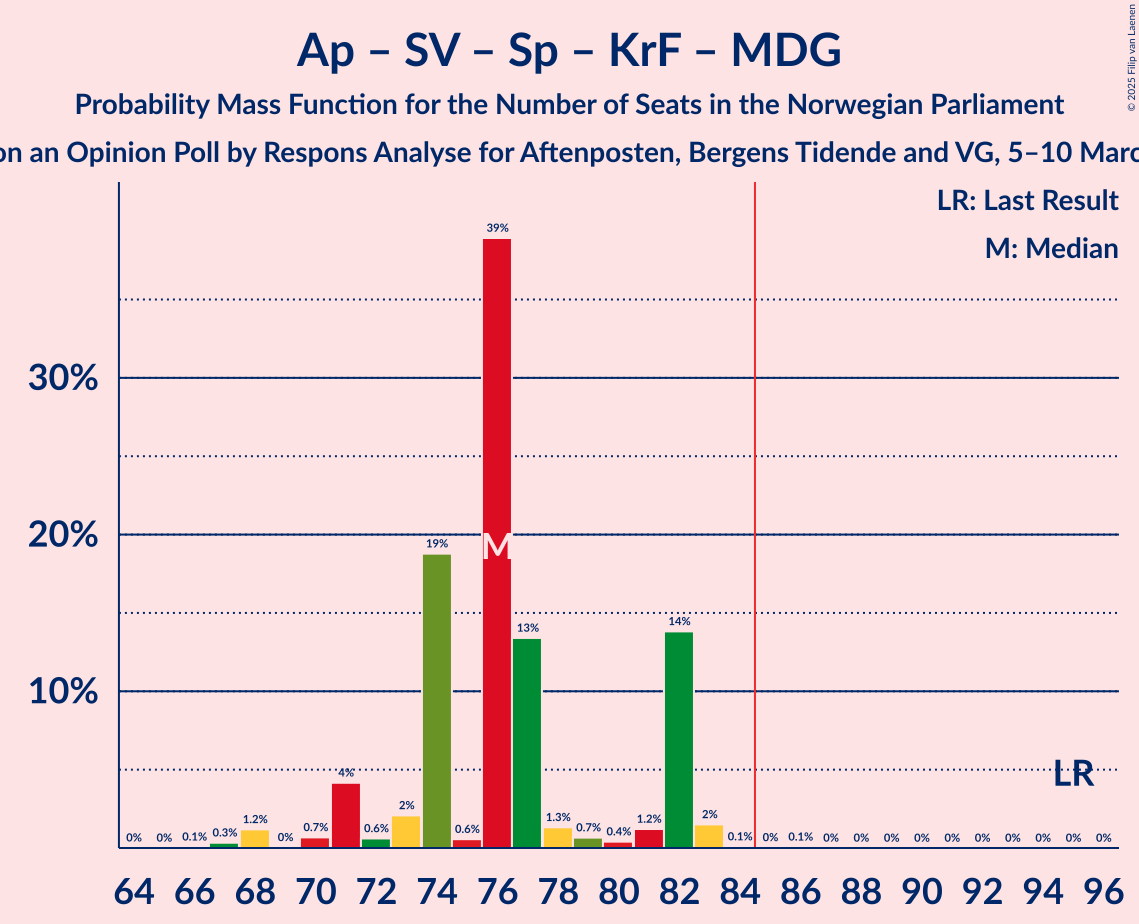 Ap – SV – Sp – KrF – MDG
Probability Mass Function for the Number of Seats in the Norwegian Parliament
on an Opinion Poll by Respons Analyse for Aftenposten, Bergens Tidende and VG, 5–10 Marc
© 2025 Filip van Laenen
LR: Last Result
M: Median
30%
20%
10%
0% 0% 0.1% 0.3% 1.2% 0% 0.7% 4% 0.6% 2% 19% 0.6% 39% 13% 1.3% 0.7% 0.4% 1.2% 14% 2% 0.1% 0% 0.1% 0% 0% 0% 0% 0% 0% 0% 0% 0% 0%
M
LR
64 66 68 70 72 74 76 78 80 82 84 86 88 90 92 94 96